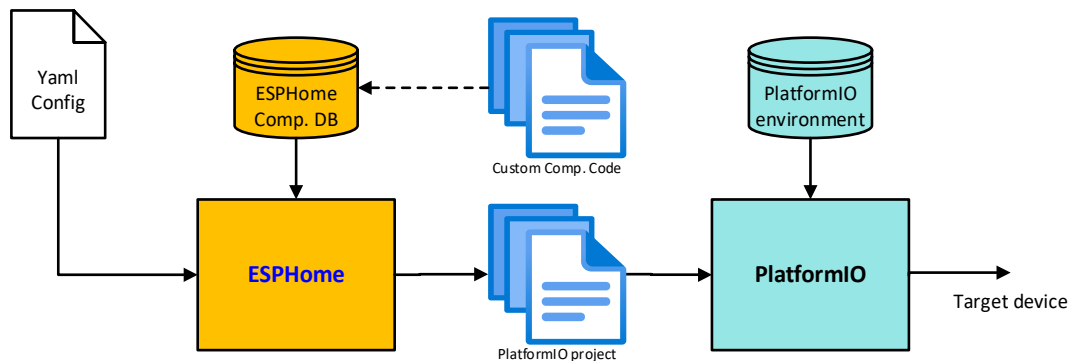 Yaml
Config
ESPHome
Comp. DB
Custom Comp. Code
PlatformIO
environment
ESPHome
PlatformIO project
PlatformIO
Target device